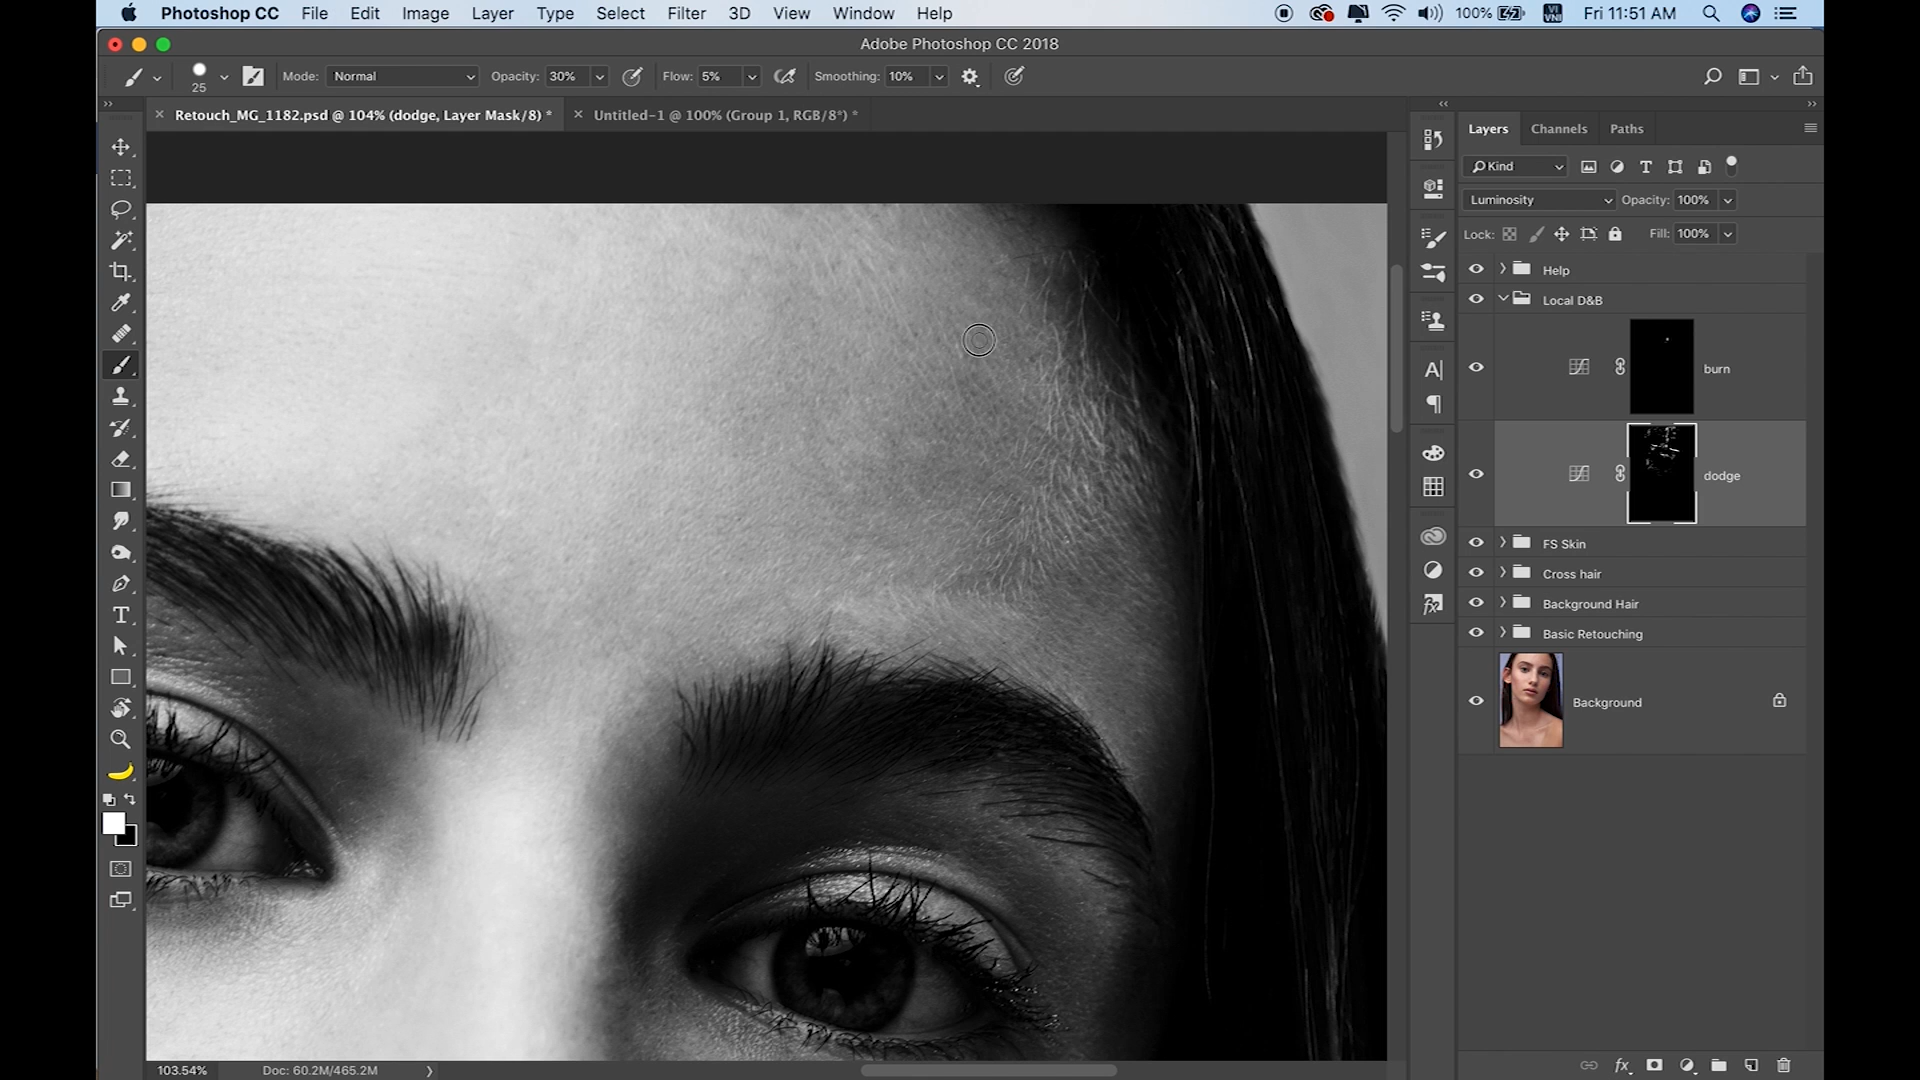 Photoshop CC File Edit Image Layer Type Select Filter 3D View Window Help 100% VI VNI Fri 11:51 AM
Adobe Photoshop CC 2018
25 Mode: Normal Opacity: 30% Flow: 5% Smoothing: 10%
Retouch_MG_1182.psd @ 104% (dodge, Layer Mask/8) * Untitled-1 @ 100% (Group 1, RGB/8*) *
Layers Channels Paths
Kind
Luminosity Opacity: 100%
Lock: Fill: 100%
Help
Local D&B
burn
dodge
FS Skin
Cross hair
Background Hair
Basic Retouching
Background
103.54% Doc: 60.2M/465.2M